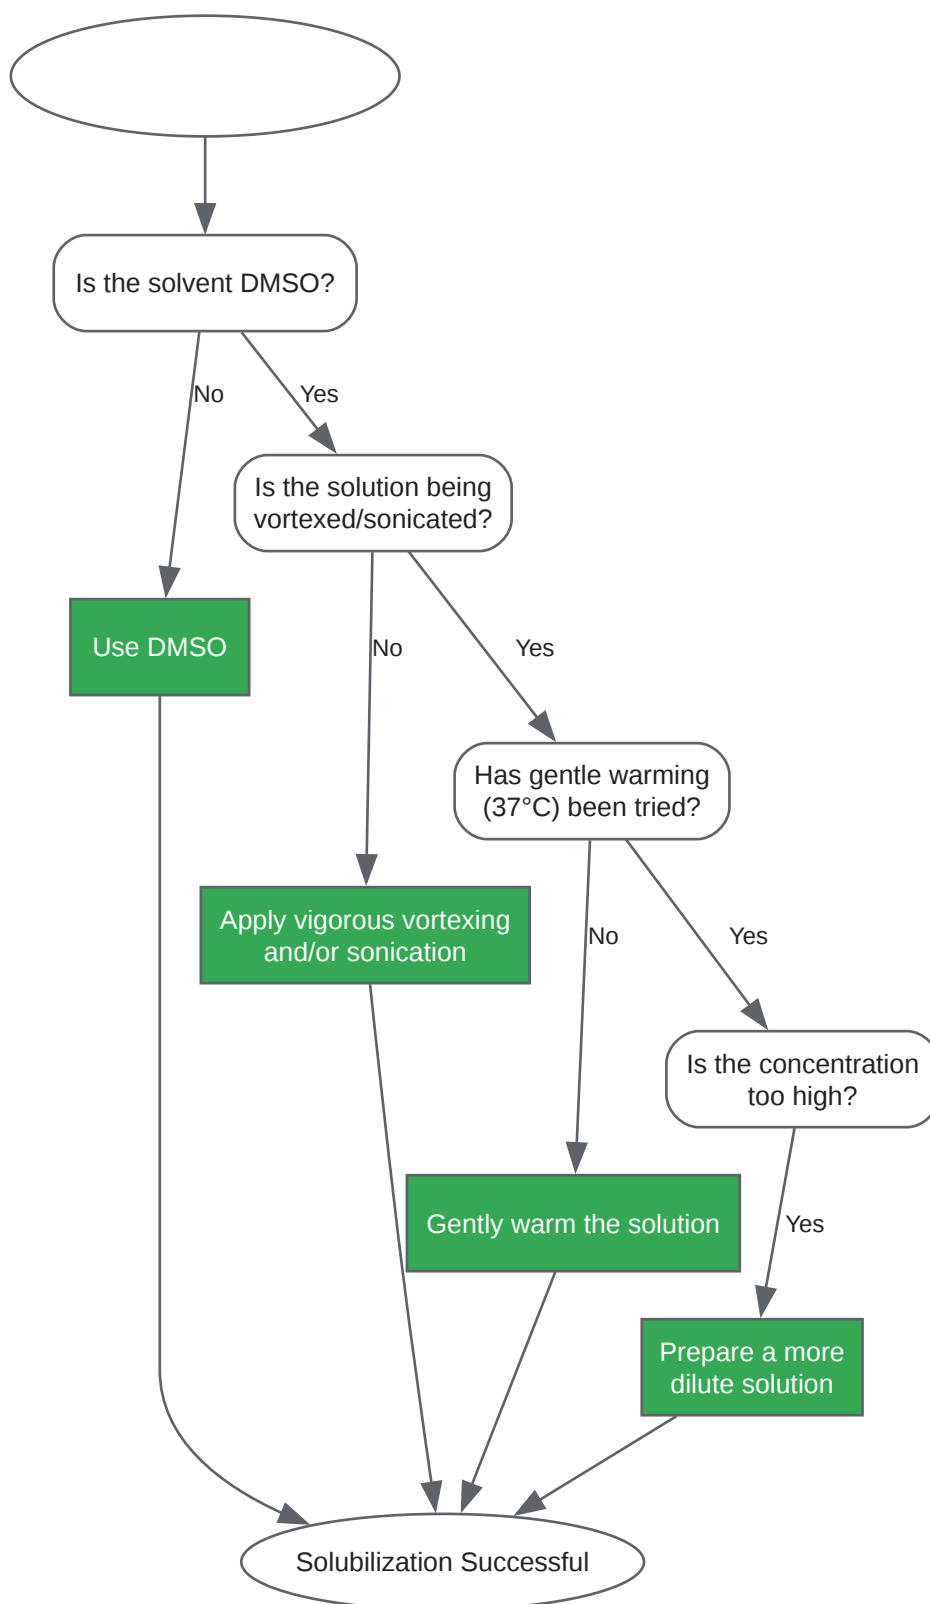 Is the solvent DMSO?
No
Yes
Is the solution being
vortexed/sonicated?
Use DMSO
No
Yes
Has gentle warming
(37°C) been tried?
Apply vigorous vortexing
and/or sonication
No
Yes
Is the concentration
too high?
Gently warm the solution
Yes
Prepare a more
dilute solution
Solubilization Successful